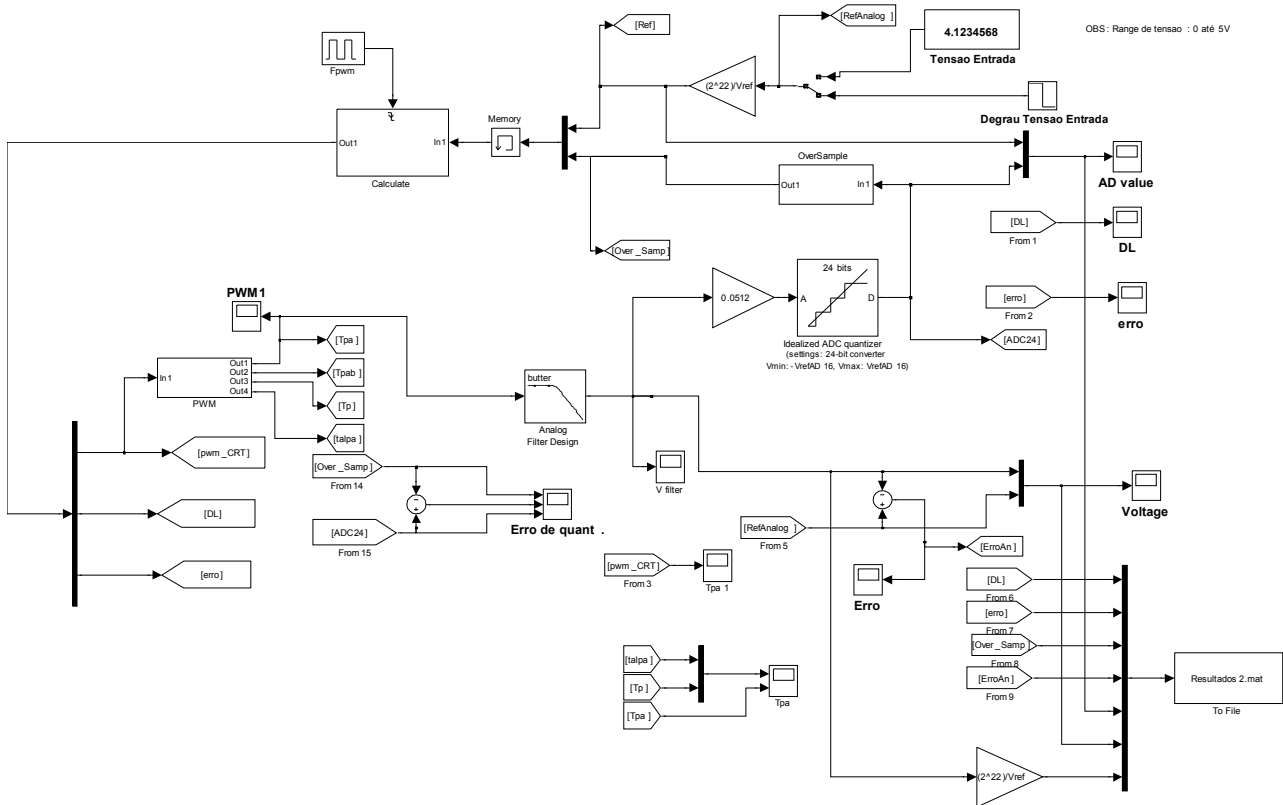 [Ref]
[RefAnalog ]
4.1234568
Tensao Entrada
OBS : Range de tensao : 0 até 5V
Fpwm
(2^22)/Vref
Degrau Tensao Entrada
Memory
Out1
In1
Calculate
OverSample
Out1
In1
AD value
[DL]
From 1
DL
[Over _Samp ]
24 bits
0.0512
A
D
Idealized ADC quantizer
(settings: 24-bit converter
Vmin: - VrefAD 16, Vmax: VrefAD 16)
[erro]
From 2
erro
[ADC24]
PWM 1
[Tpa ]
In1
Out1
Out2
Out3
Out4
PWM
[Tpab ]
[Tp ]
[talpa ]
butter
Analog
Filter Design
[pwm _CRT]
[DL]
[erro]
[Over _Samp ]
From 14
[ADC24]
From 15
Erro de quant .
V filter
[RefAnalog ]
From 5
Voltage
[ErroAn ]
Erro
[pwm _CRT]
From 3
Tpa 1
[DL]
From 6
[erro]
From 7
[Over _Samp ]
From 8
[ErroAn ]
From 9
Resultados 2.mat
To File
[talpa ]
[Tp ]
[Tpa ]
Tpa
(2^22)/Vref